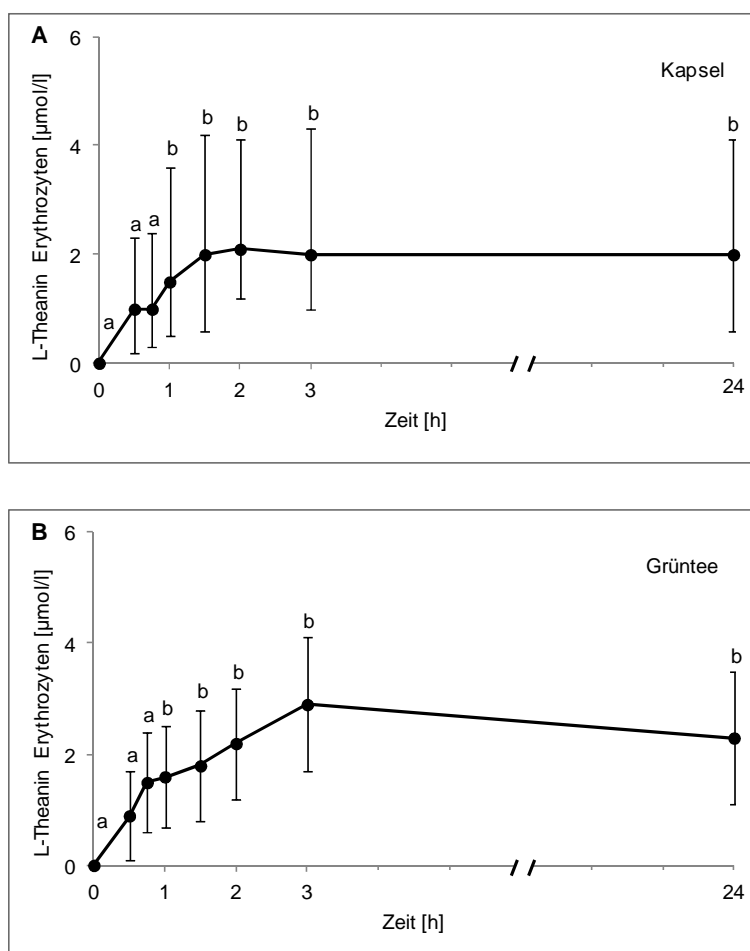 A
Kapsel
L-Theanin Erythrozyten [µmol/l]
6
4
2
0
a
a
a
b
b
b
b
b
0
1
2
3
24
Zeit [h]
B
Grüntee
L-Theanin Erythrozyten [µmol/l]
6
4
2
0
a
a
a
b
b
b
b
b
0
1
2
3
24
Zeit [h]